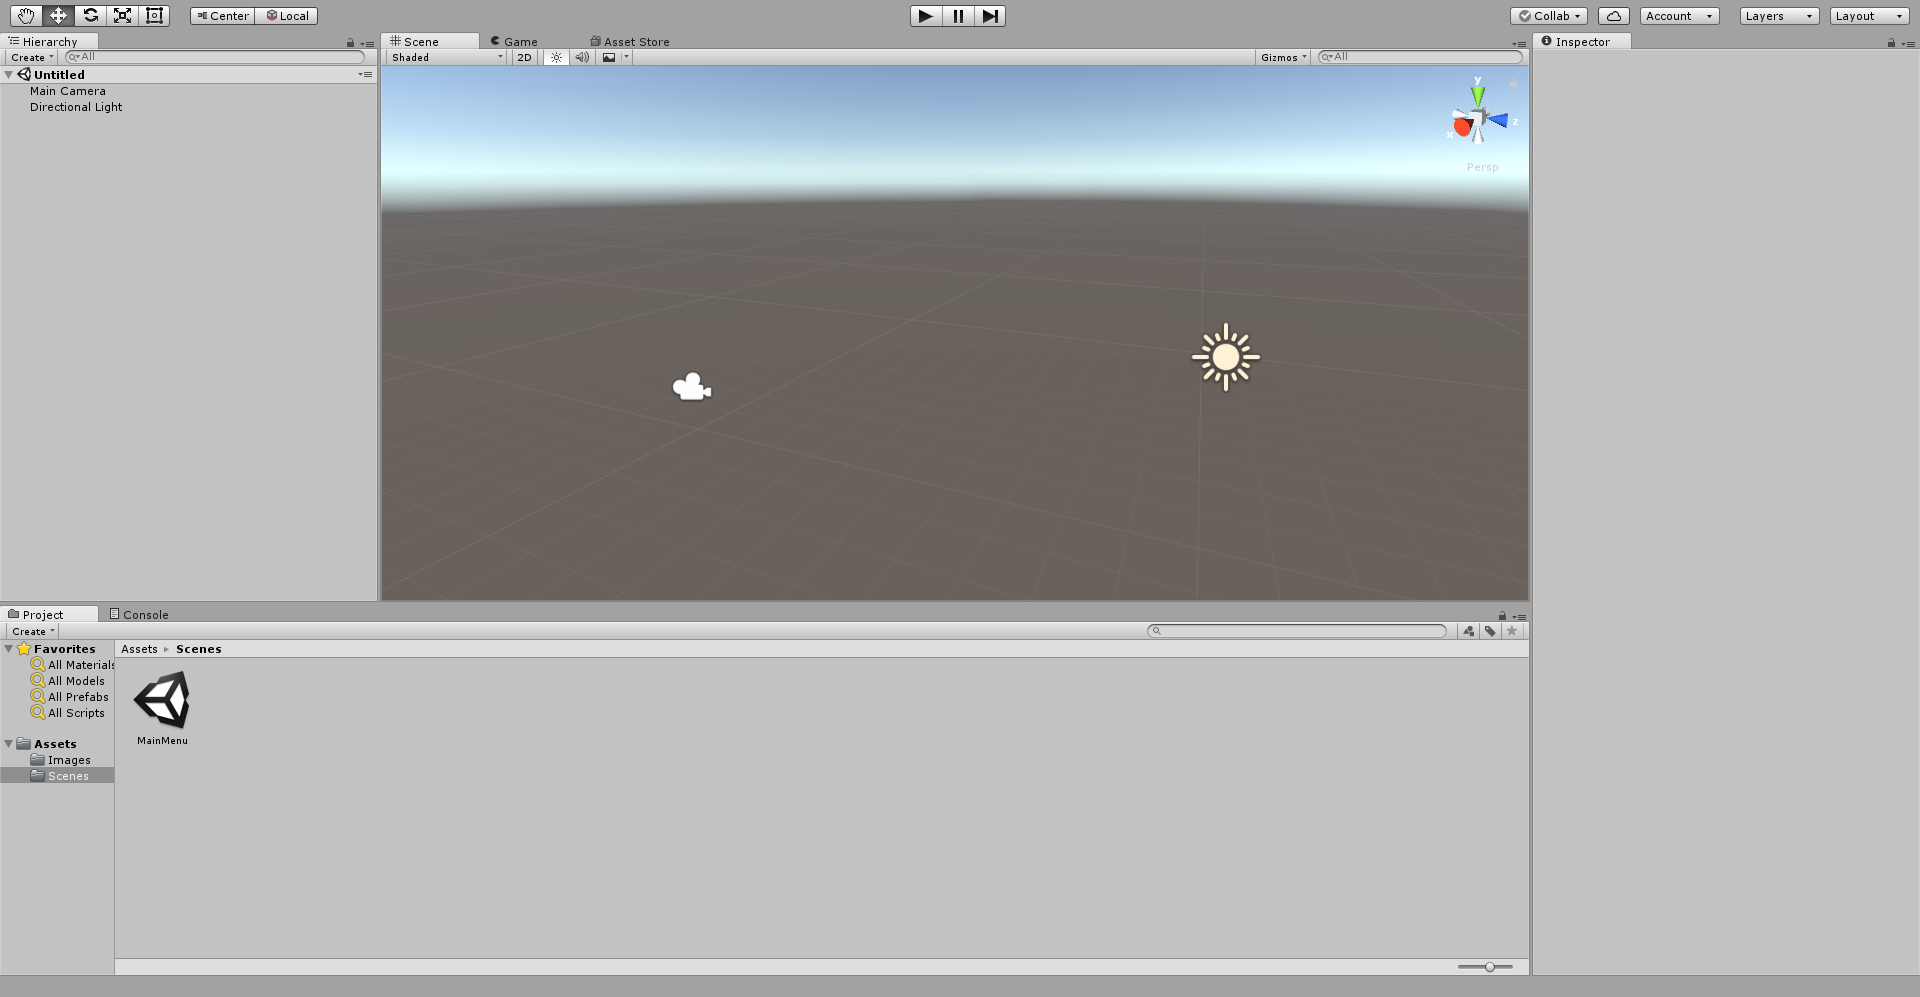 Center Local
Collab Account Layers Layout
Hierarchy
Create All
Untitled
Main Camera
Directional Light
Scene Game Asset Store
Shaded 2D Gizmos All
y
x z
Persp
Inspector
Project Console
Create
Favorites
All Materials
All Models
All Prefabs
All Scripts
Assets
Images
Scenes
Assets Scenes
MainMenu